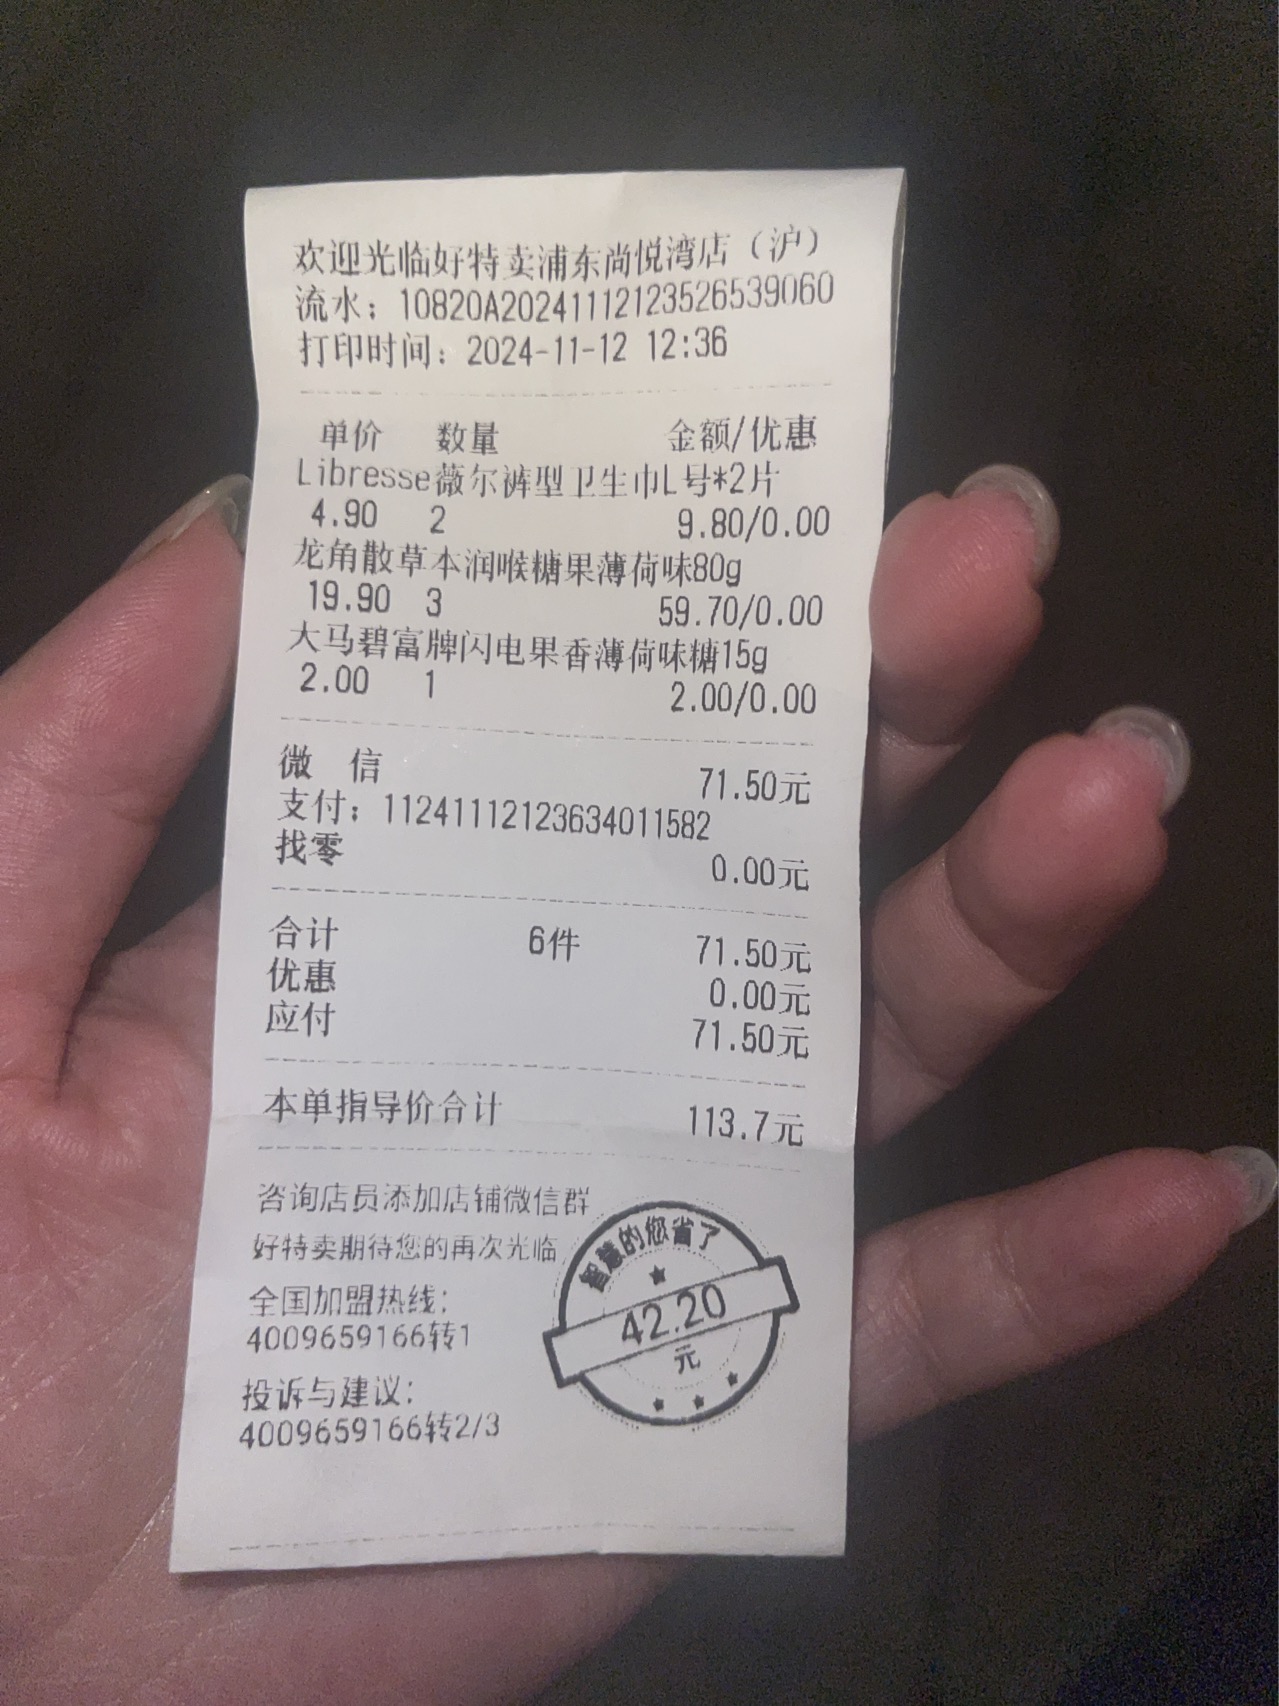 欢迎光临好特卖浦东尚悦湾店（沪）
流水：10820A20241112123526539060
打印时间：2024-11-12 12:36
单价 数量 金额/优惠
Libresse薇尔裤型卫生巾L号*2片
4.90 2 9.80/0.00
龙角散草本润喉糖果薄荷味80g
19.90 3 59.70/0.00
大马碧富牌闪电果香薄荷味糖15g
2.00 1 2.00/0.00
微 信 71.50元
支付：11241112123634011582
找零 0.00元
合计 6件 71.50元
优惠 0.00元
应付 71.50元
本单指导价合计 113.7元
咨询店员添加店铺微信群
好特卖期待您的再次光临
全国加盟热线：
4009659166转1
投诉与建议：
4009659166转2/3
智慧的您省了
42.20
元